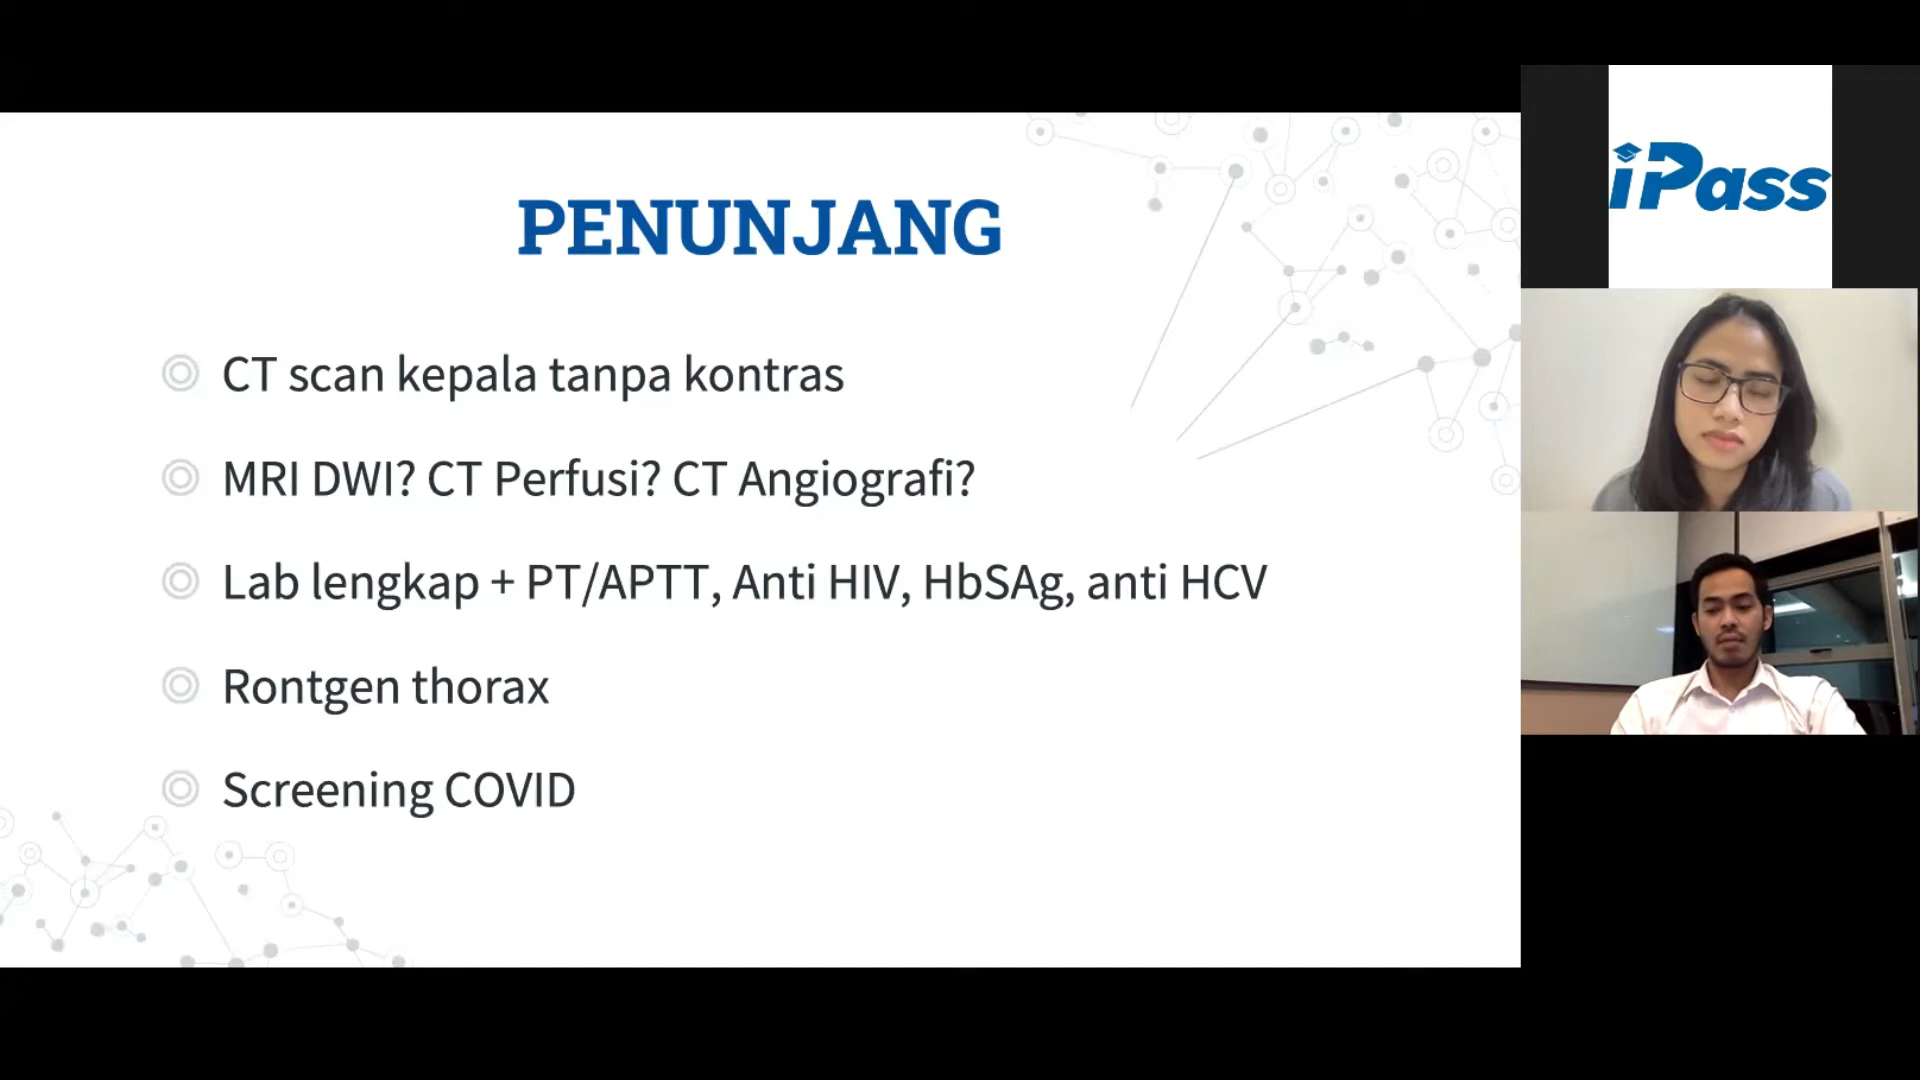 PENUNJANG
CT scan kepala tanpa kontras
MRI DWI? CT Perfusi? CT Angiografi?
Lab lengkap + PT/APTT, Anti HIV, HbSAg, anti HCV
Rontgen thorax
Screening COVID
iPass